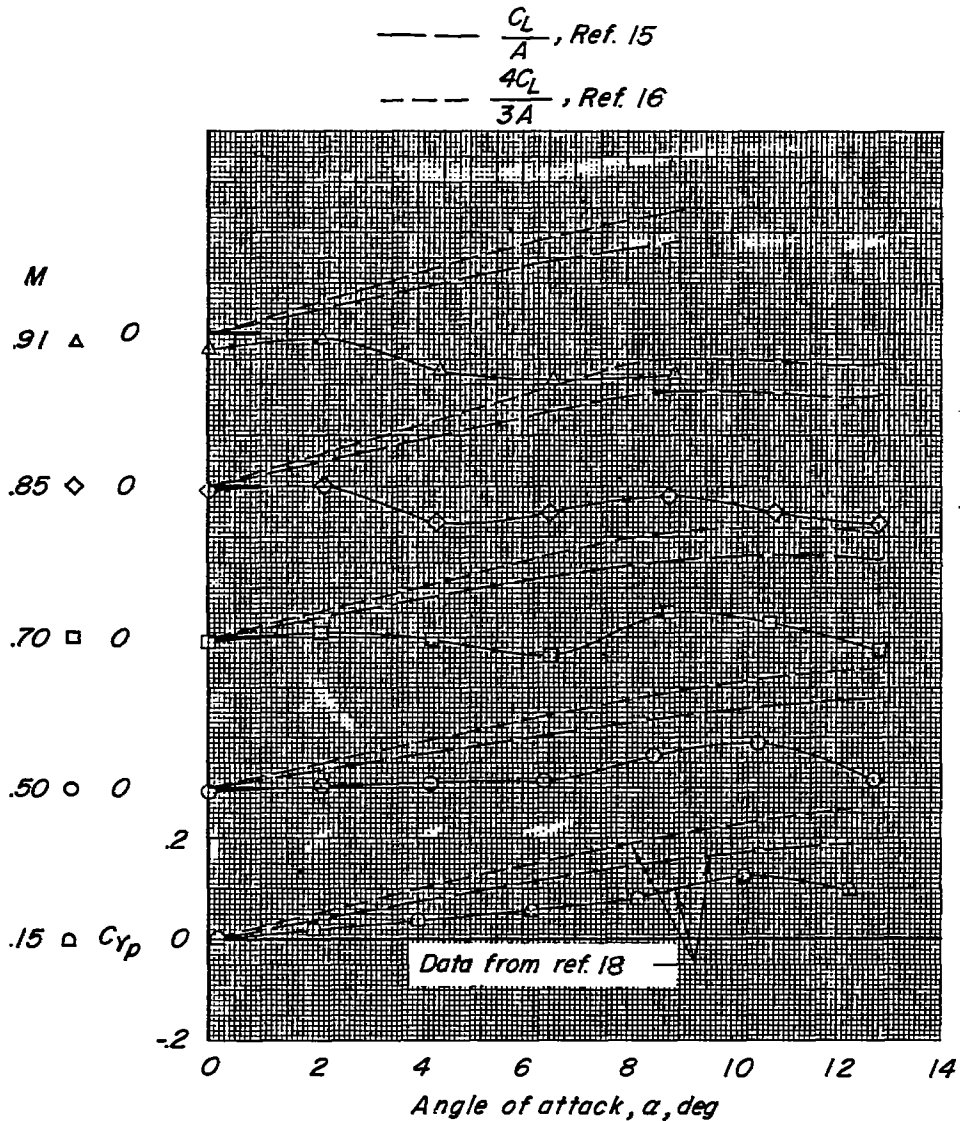 C_L/A, Ref. 15
4C_L/3A, Ref. 16
M
.91 0
.85 0
.70 0
.50 0
.2
.15 C_Yp 0
Data from ref. 18
-.2
0 2 4 6 8 10 12 14
Angle of attack, α, deg